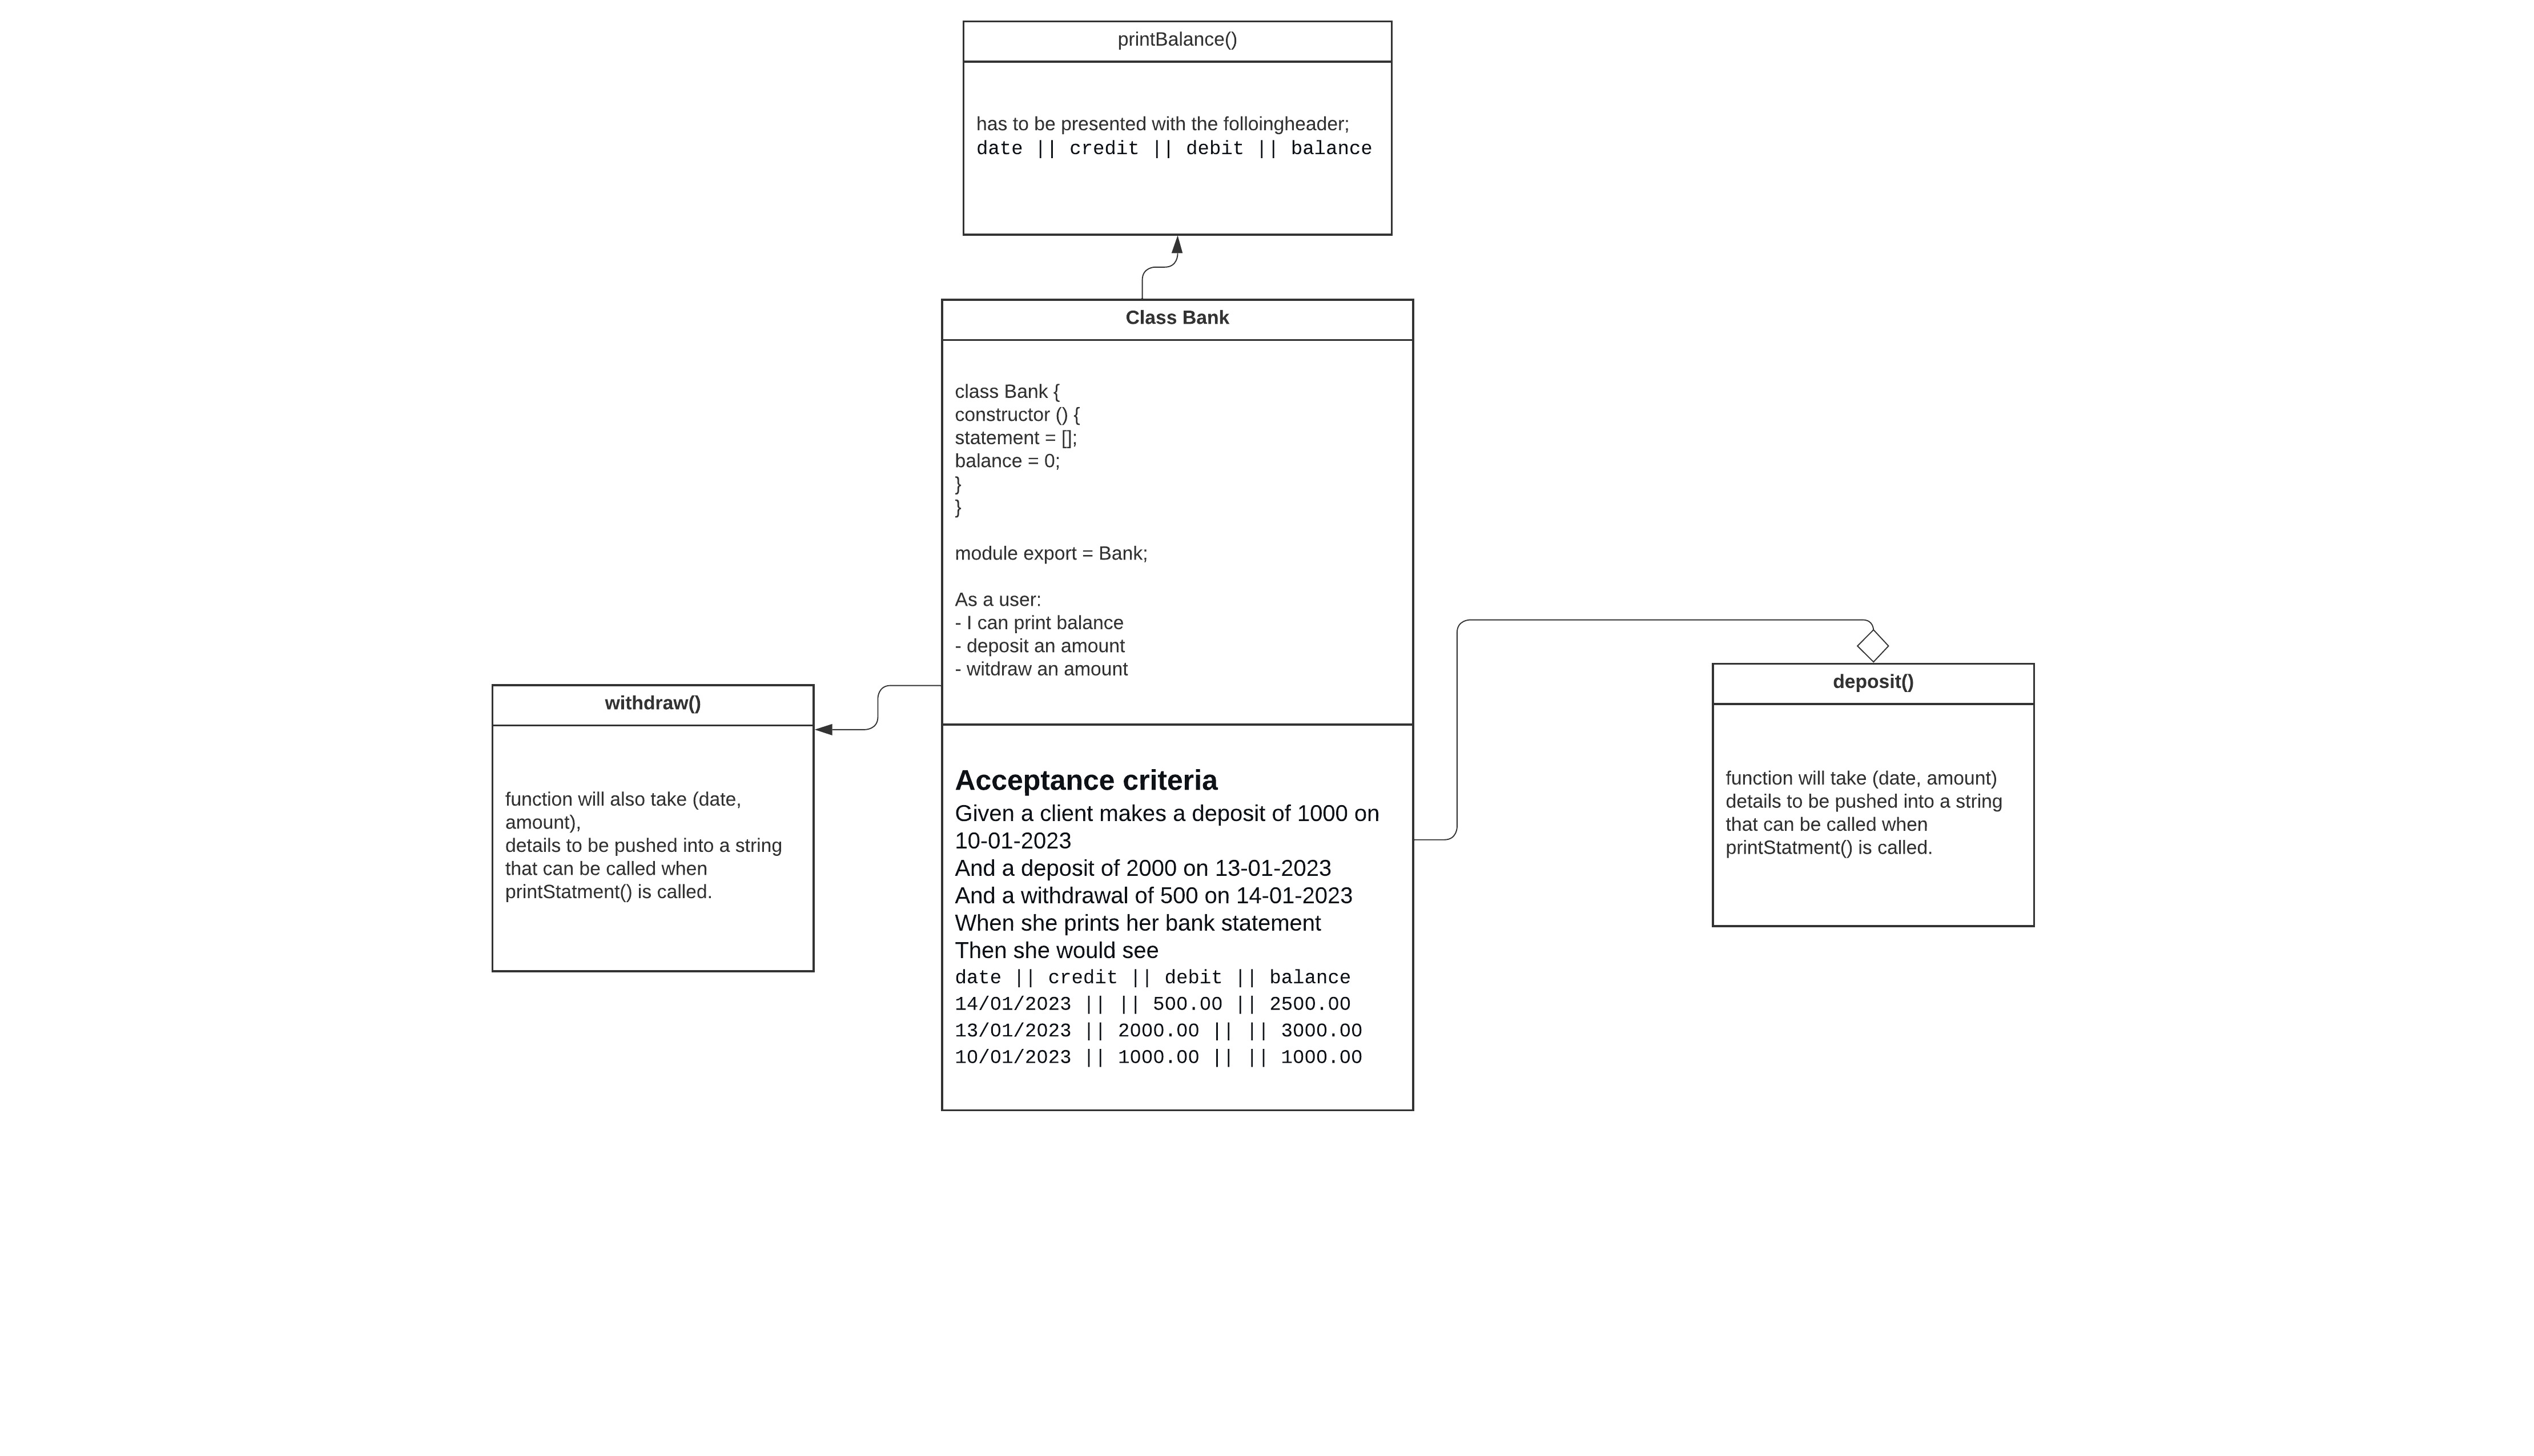 printBalance()
has to be presented with the folloingheader;
date || credit || debit || balance
Class Bank
class Bank {
constructor () {
statement = [];
balance = 0;
}
}
module export = Bank;
As a user:
- I can print balance
- deposit an amount
- witdraw an amount
withdraw()
function will also take (date,
amount),
details to be pushed into a string
that can be called when
printStatment() is called.
Acceptance criteria
Given a client makes a deposit of 1000 on
10-01-2023
And a deposit of 2000 on 13-01-2023
And a withdrawal of 500 on 14-01-2023
When she prints her bank statement
Then she would see
date || credit || debit || balance
14/01/2023 || || 500.00 || 2500.00
13/01/2023 || 2000.00 || || 3000.00
10/01/2023 || 1000.00 || || 1000.00
deposit()
function will take (date, amount)
details to be pushed into a string
that can be called when
printStatment() is called.